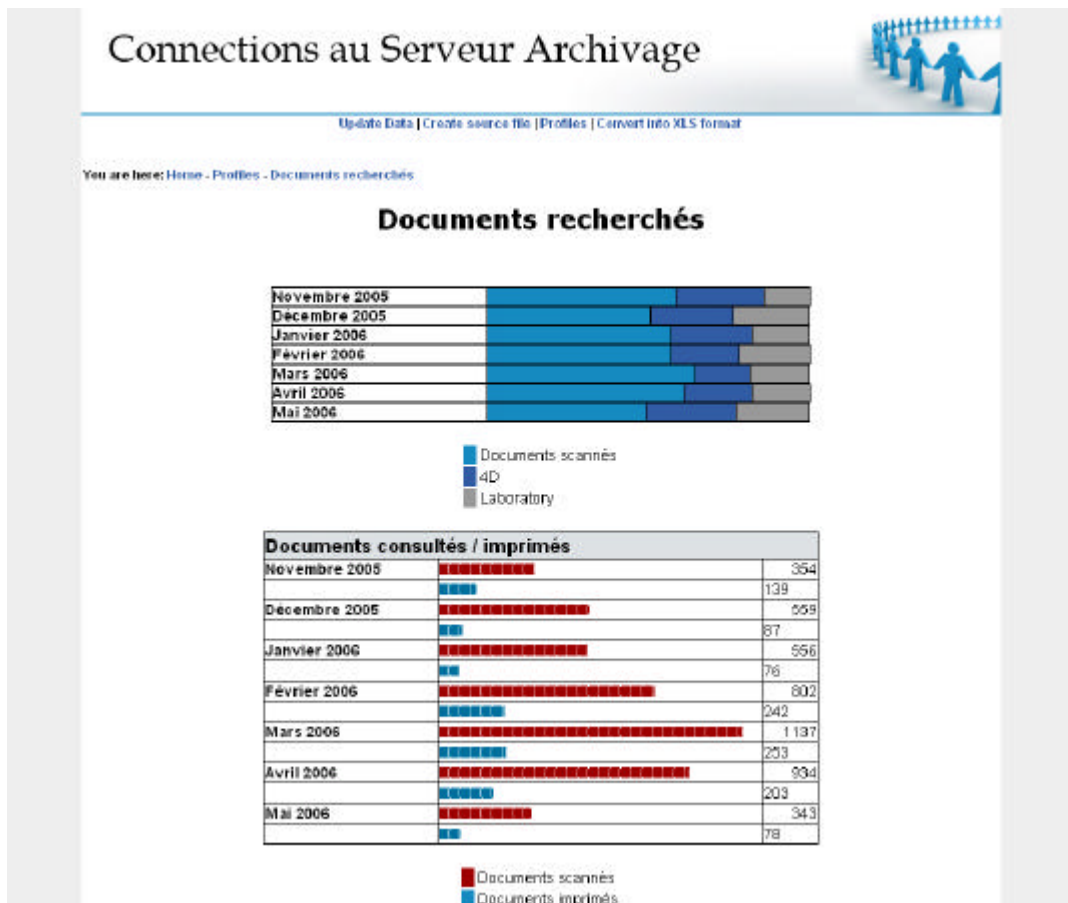 Connections au Serveur Archivage
Update Data | Create source file | Profiles | Convert into XLS format
You are here: Home - Profiles - Documents recherchés
Documents recherchés
Novembre 2005
Décembre 2005
Janvier 2006
Février 2006
Mars 2006
Avril 2006
Mai 2006
Documents scannés
4D
Laboratory
Documents consultés / imprimés
Novembre 2005 354
139
Décembre 2005 559
87
Janvier 2006 556
76
Février 2006 802
242
Mars 2006 1137
253
Avril 2006 934
203
Mai 2006 343
78
Documents scannés
Documents imprimés